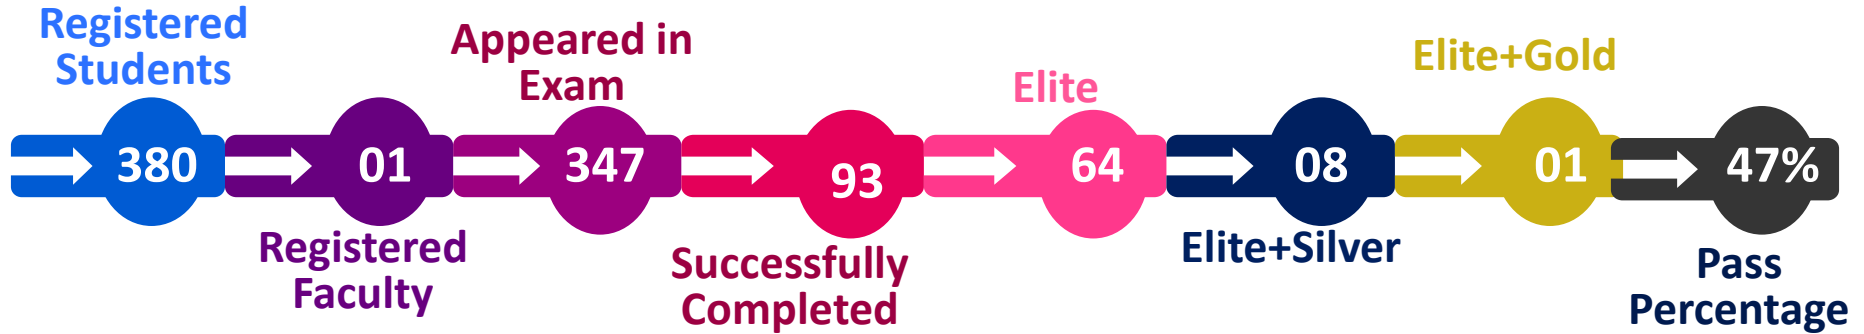 Registered
Students
380
01
Registered
Faculty
Appeared in
Exam
347
93
Successfully
Completed
Elite
64
08
Elite+Silver
Elite+Gold
01
47%
Pass
Percentage